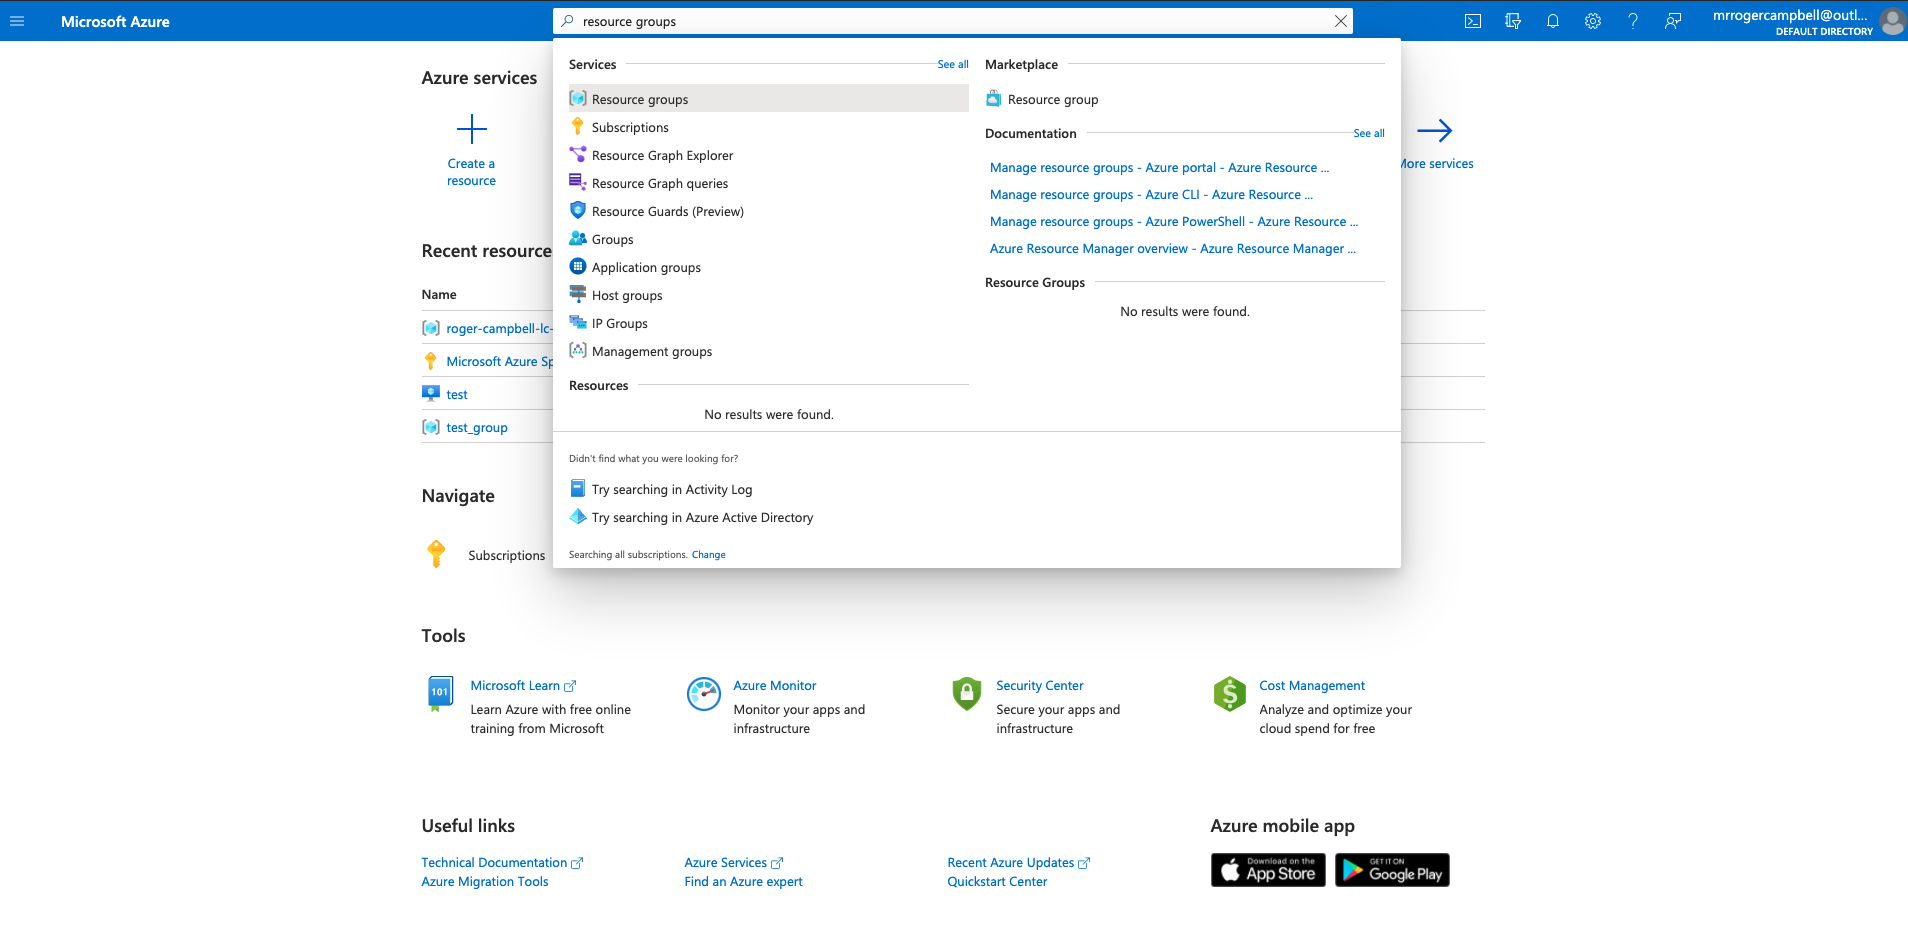 Microsoft Azure
resource groups
mrrogercampbell@outl...
DEFAULT DIRECTORY
Azure services
Create a
resource
More services
Services
See all
Resource groups
Subscriptions
Resource Graph Explorer
Resource Graph queries
Resource Guards (Preview)
Groups
Application groups
Host groups
IP Groups
Management groups
Resources
No results were found.
Marketplace
Resource group
Documentation
See all
Manage resource groups - Azure portal - Azure Resource ...
Manage resource groups - Azure CLI - Azure Resource ...
Manage resource groups - Azure PowerShell - Azure Resource ...
Azure Resource Manager overview - Azure Resource Manager ...
Resource Groups
No results were found.
Didn't find what you were looking for?
Try searching in Activity Log
Try searching in Azure Active Directory
Searching all subscriptions. Change
Recent resource
Name
roger-campbell-lc-
Microsoft Azure Sp
test
test_group
Navigate
Subscriptions
Tools
101
Microsoft Learn
Learn Azure with free online
training from Microsoft
Azure Monitor
Monitor your apps and
infrastructure
Security Center
Secure your apps and
infrastructure
$
Cost Management
Analyze and optimize your
cloud spend for free
Useful links
Technical Documentation
Azure Services
Recent Azure Updates
Azure Migration Tools
Find an Azure expert
Quickstart Center
Azure mobile app
Download on the
App Store
GET IT ON
Google Play